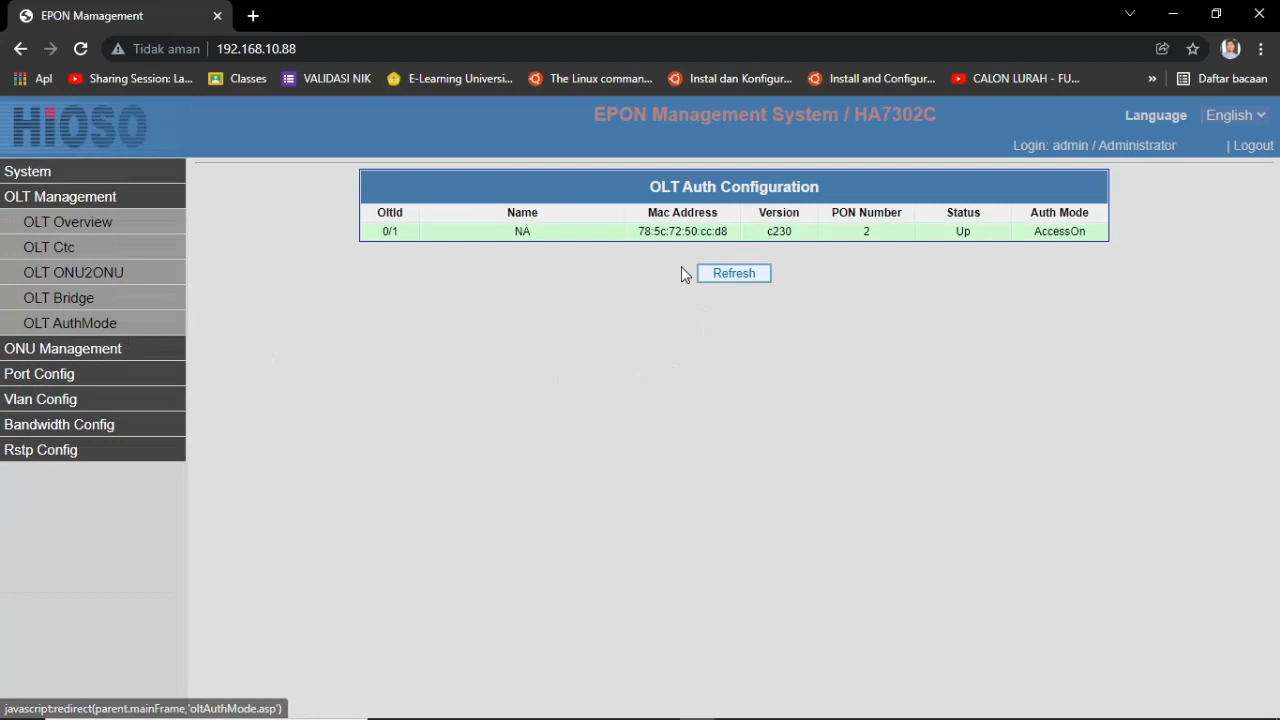 EPON Mamagement
Tidak aman
192.168.10.88
Apl
Sharing Session: La...
Classes
VALIDASI NIK
E-Learning Universi...
The Linux comman...
Instal dan Konfigur...
Install and Configur...
CALON LURAH - FU...
»
Daftar bacaan
HiOSO
EPON Management System / HA7302C
Language
English
Login: admin / Administrator
| Logout
System
OLT Management
OLT Overview
OLT Ctc
OLT ONU2ONU
OLT Bridge
OLT AuthMode
ONU Management
Port Config
Vlan Config
Bandwidth Config
Rstp Config
OLT Auth Configuration
OltId Name Mac Address Version PON Number Status Auth Mode
0/1 NA 78:5c:72:50:cc:d8 c230 2 Up AccessOn
Refresh
javascript:redirect(parent.mainFrame,'oltAuthMode.asp')